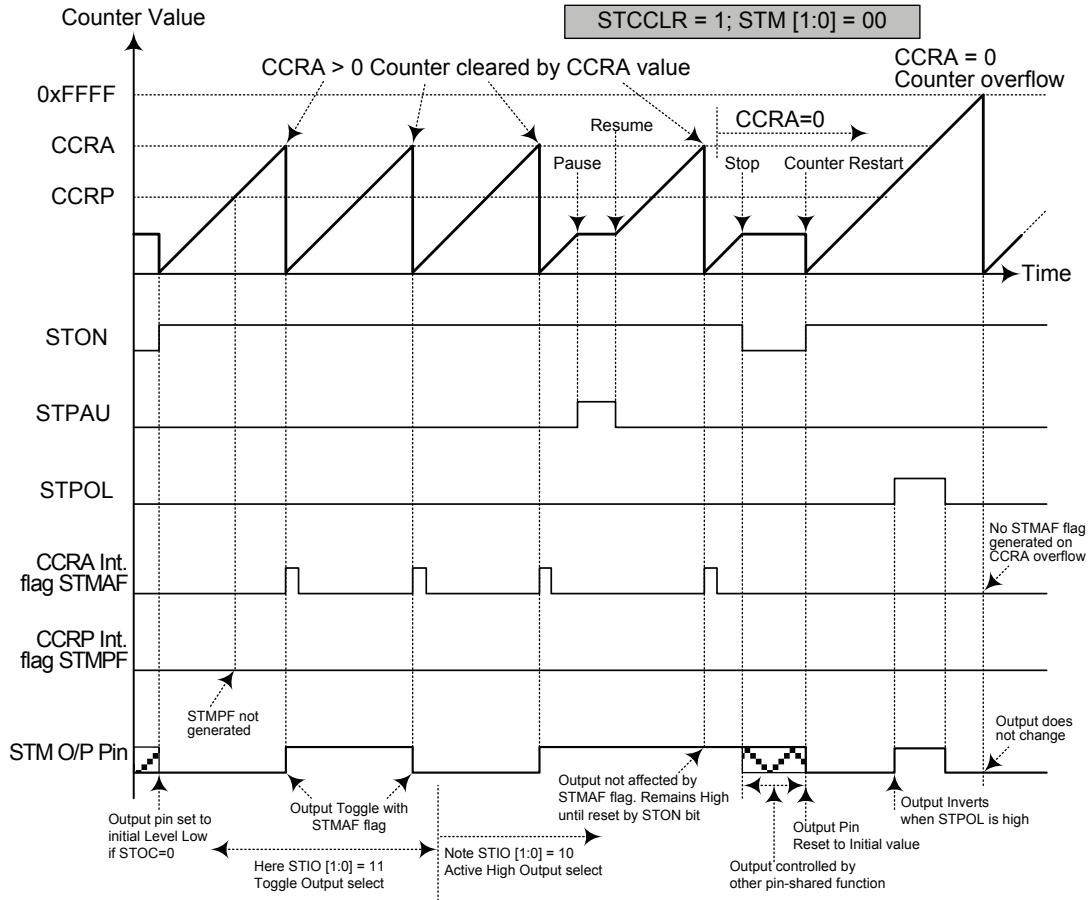 Counter Value
STCCLR = 1; STM [1:0] = 00
CCRA > 0 Counter cleared by CCRA value
CCRA = 0
Counter overflow
0xFFFF
CCRA=0
Resume
CCRA
Pause
Stop
Counter Restart
CCRP
Time
STON
STPAU
STPOL
No STMAF flag
generated on
CCRA overflow
CCRA Int.
flag STMAF
CCRP Int.
flag STMPF
STMPF not
generated
STM O/P Pin
Output does
not change
Output pin set to
initial Level Low
if STOC=0
Output Toggle with
STMAF flag
Here STIO [1:0] = 11
Toggle Output select
Output not affected by
STMAF flag. Remains High
until reset by STON bit
Note STIO [1:0] = 10
Active High Output select
Output Pin
Reset to Initial value
Output controlled by
other pin-shared function
Output Inverts
when STPOL is high